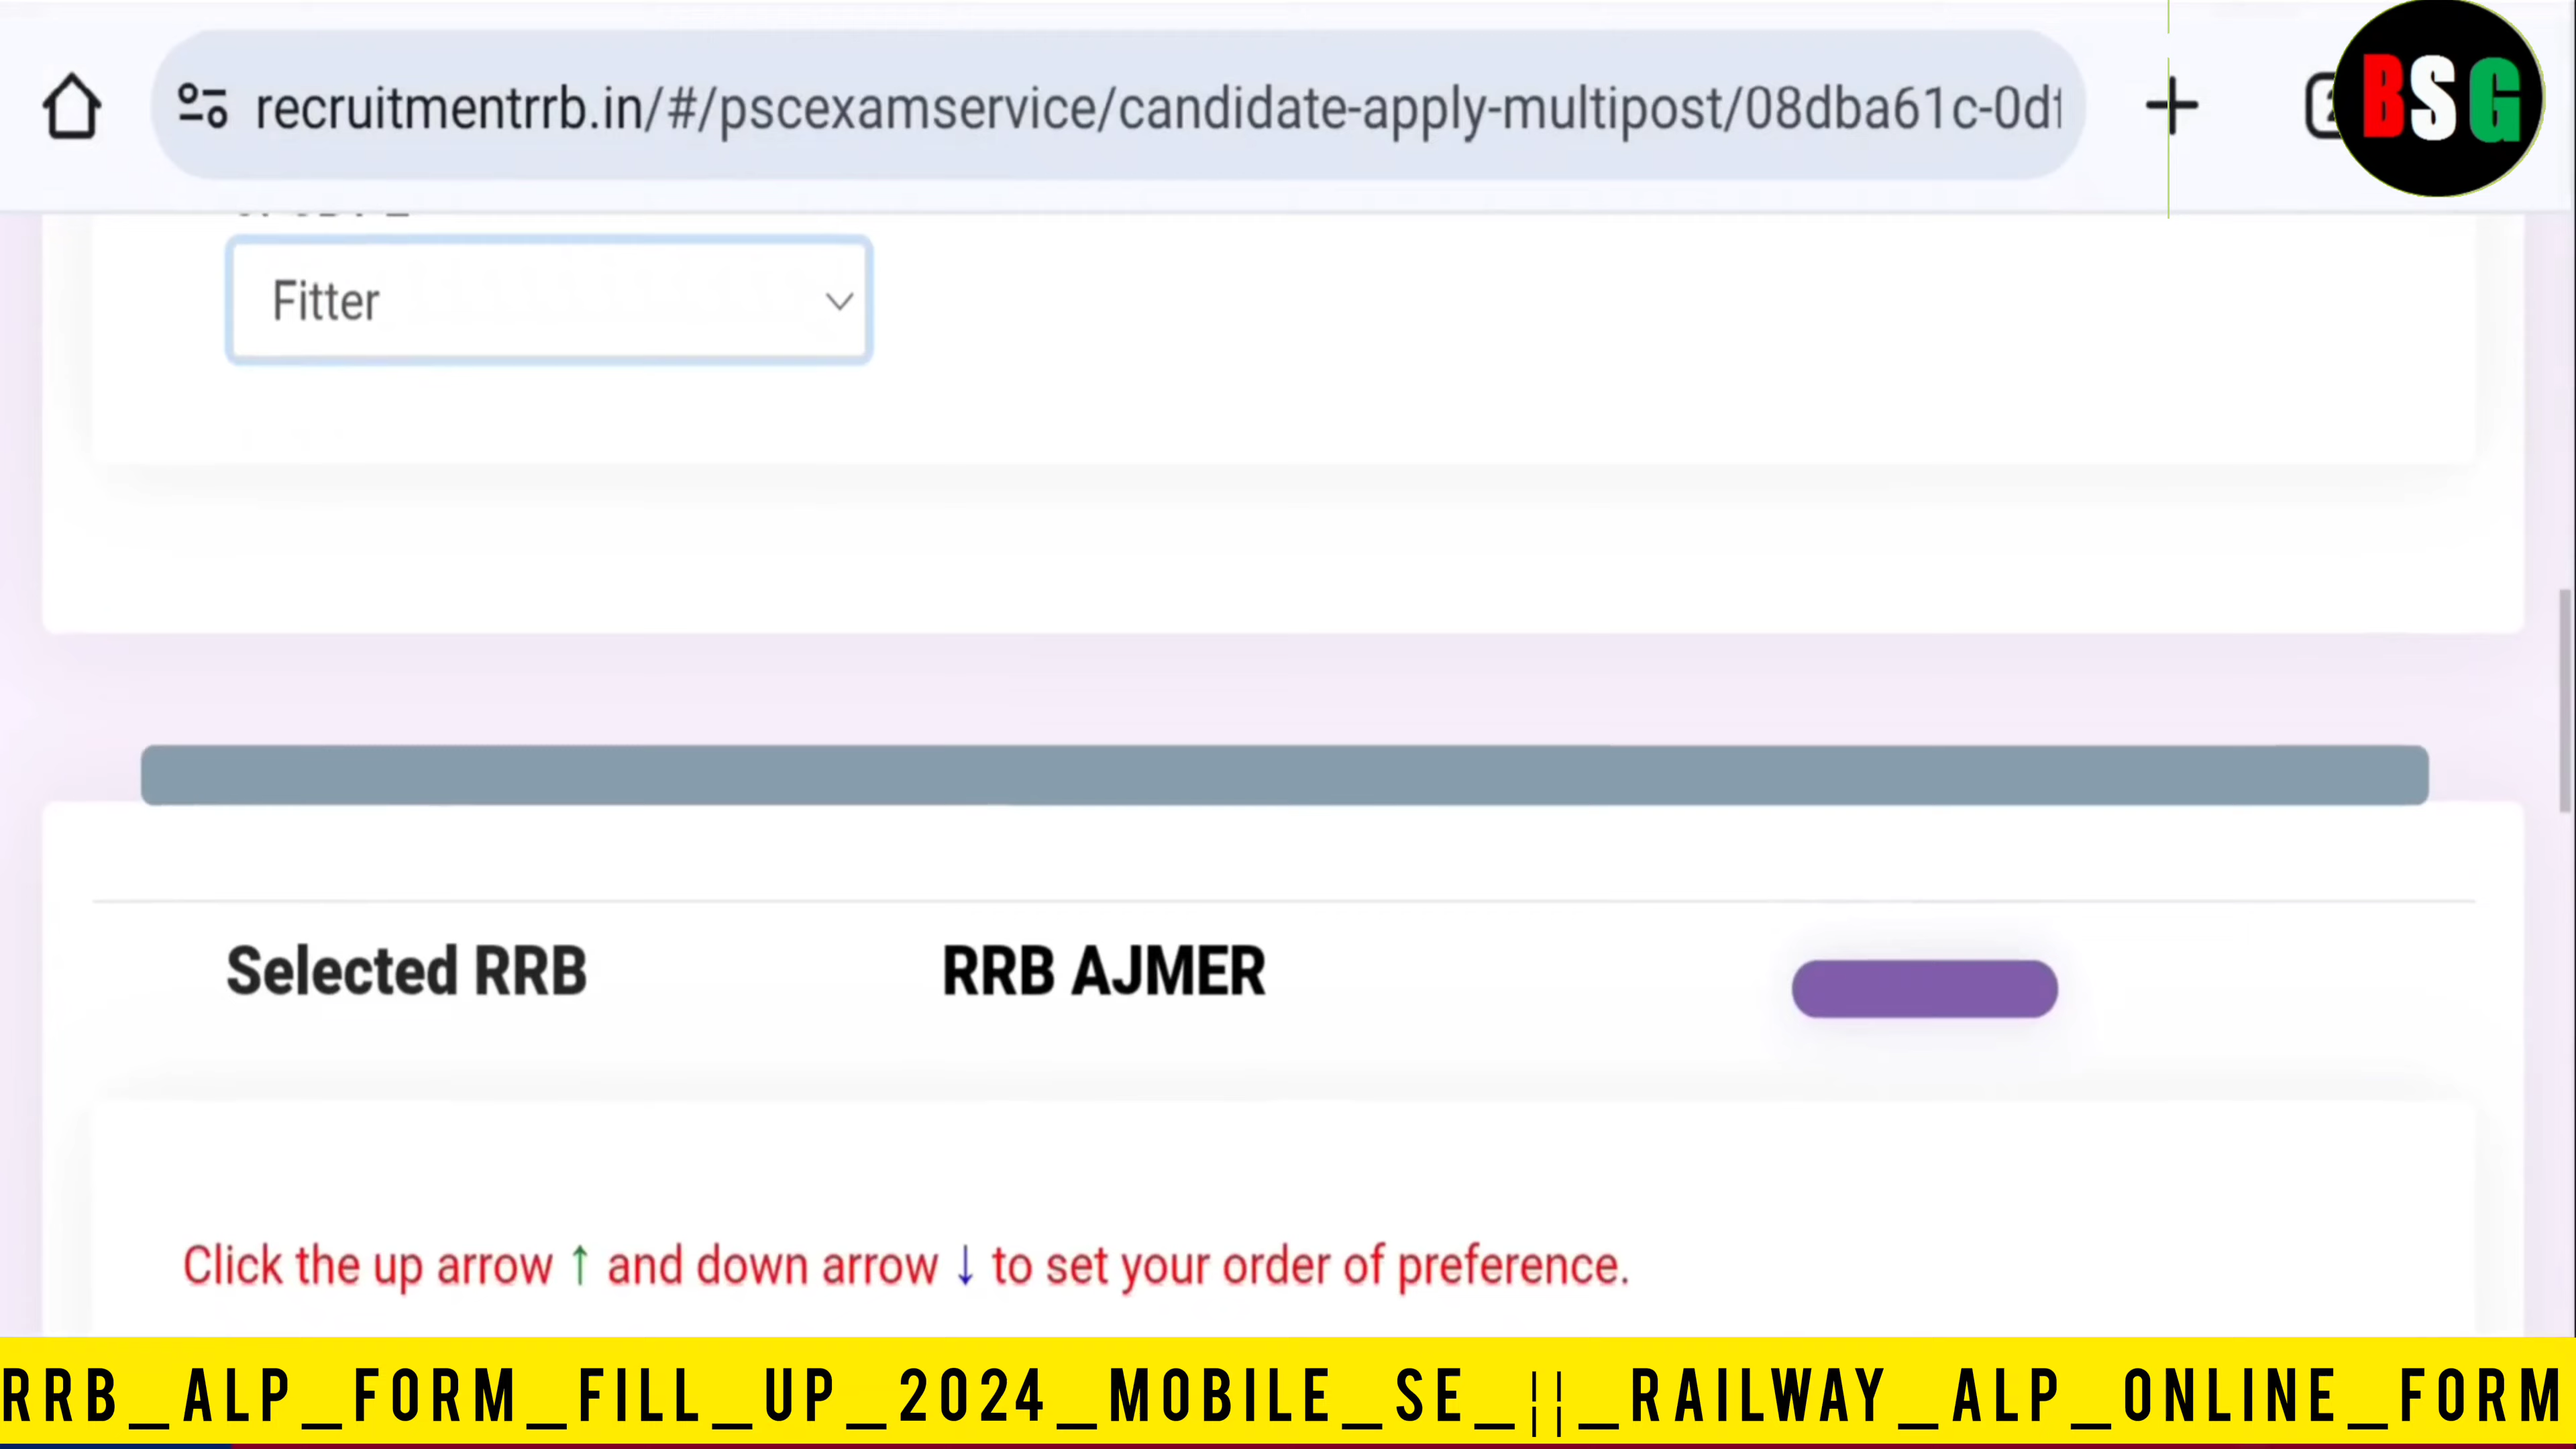 recruitmentrrb.in/#/pscexamservice/candidate-apply-multipost/08dba61c-0df
BSG
Fitter
Selected RRB
RRB AJMER
Click the up arrow ↑ and down arrow ↓ to set your order of preference.
RRB_ALP_FORM_FILL_UP_2024_MOBILE_SE_¦¦_RAILWAY_ALP_ONLINE_FORM